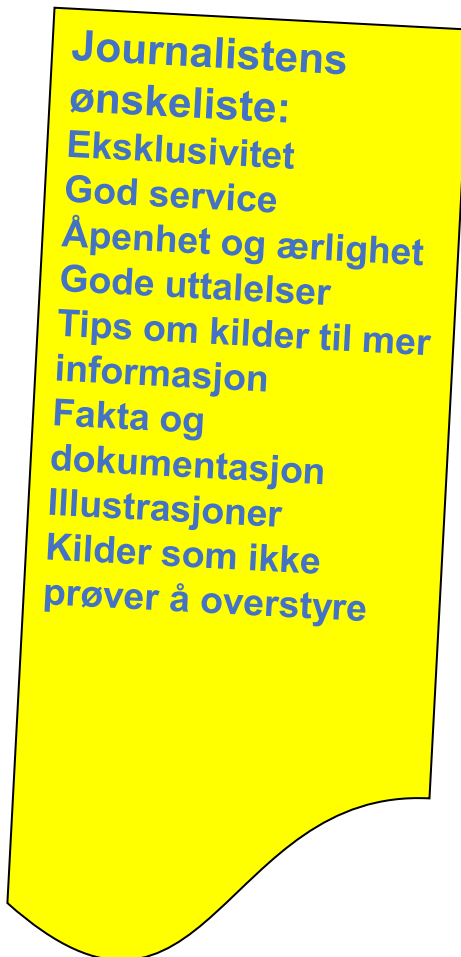 Journalistens
ønskeliste:
Eksklusivitet
God service
Åpenhet og ærlighet
Gode uttalelser
Tips om kilder til mer
informasjon
Fakta og
dokumentasjon
Illustrasjoner
Kilder som ikke
prøver å overstyre